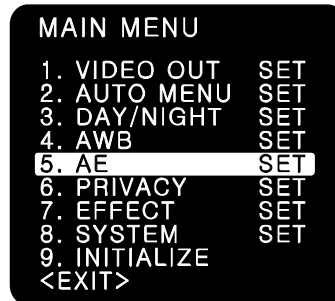 MAIN MENU
1. VIDEO OUT SET
2. AUTO MENU SET
3. DAY/NIGHT SET
4. AWB SET
5. AE SET
6. PRIVACY SET
7. EFFECT SET
8. SYSTEM SET
9. INITIALIZE
<EXIT>